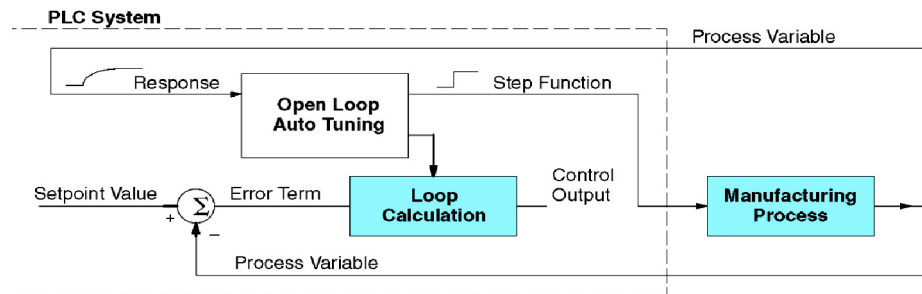 PLC System
Process Variable
Response
Step Function
Open Loop
Auto Tuning
Setpoint Value
Error Term
Loop
Calculation
Control
Output
Manufacturing
Process
+
Σ
−
Process Variable